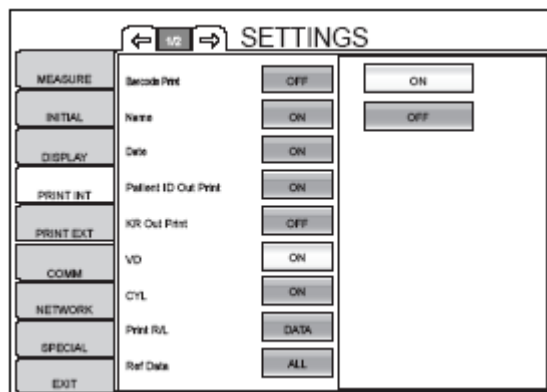 1/2 SETTINGS
MEASURE
INITIAL
DISPLAY
PRINT INT
PRINT EXT
COMM
NETWORK
SPECIAL
EXIT
Barcode Print OFF
Name ON
Date ON
Patient ID Out Print ON
KR Out Print OFF
VD ON
CYL ON
Print R/L DATA
Ref Data ALL
ON
OFF